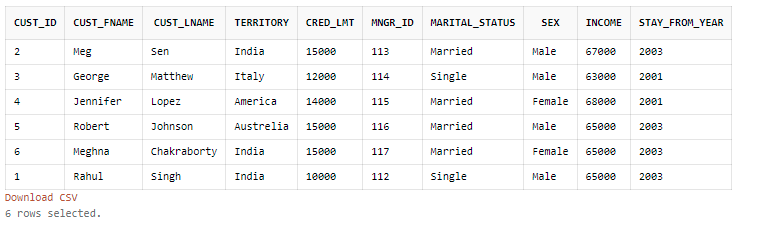 CUST_ID CUST_FNAME CUST_LNAME TERRITORY CRED_LMT MNGR_ID MARITAL_STATUS SEX INCOME STAY_FROM_YEAR
2 Meg Sen India 15000 113 Married Male 67000 2003
3 George Matthew Italy 12000 114 Single Male 63000 2001
4 Jennifer Lopez America 14000 115 Married Female 68000 2001
5 Robert Johnson Austrelia 15000 116 Married Male 65000 2003
6 Meghna Chakraborty India 15000 117 Married Female 65000 2003
1 Rahul Singh India 10000 112 Single Male 65000 2003
Download CSV
6 rows selected.